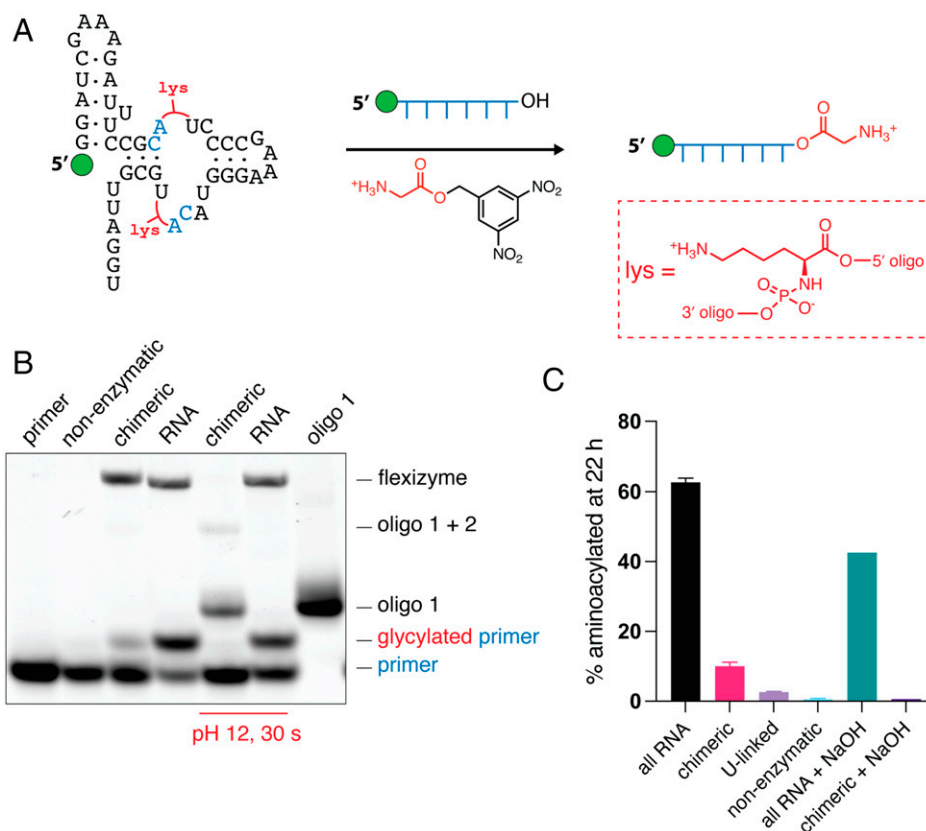 A
A A
G A
C G
U A
A U
G U U
G U C G C A lys U C C C G A
5' G C G C U G G G A A A
U U lys A C A
U
A
G
G
U
5' OH
+H3N O O NO2 NO2
5' O O NH3+
lys = +H3N O O 5' oligo
NH
O P O-
3' oligo O
B
primer
non-enzymatic
chimeric
RNA
chimeric
RNA
oligo 1
flexizyme
oligo 1 + 2
oligo 1
glycylated primer
primer
pH 12, 30 s
C
% aminoacylated at 22 h
80
60
40
20
0
all RNA
chimeric
U-linked
non-enzymatic
all RNA + NaOH
chimeric + NaOH